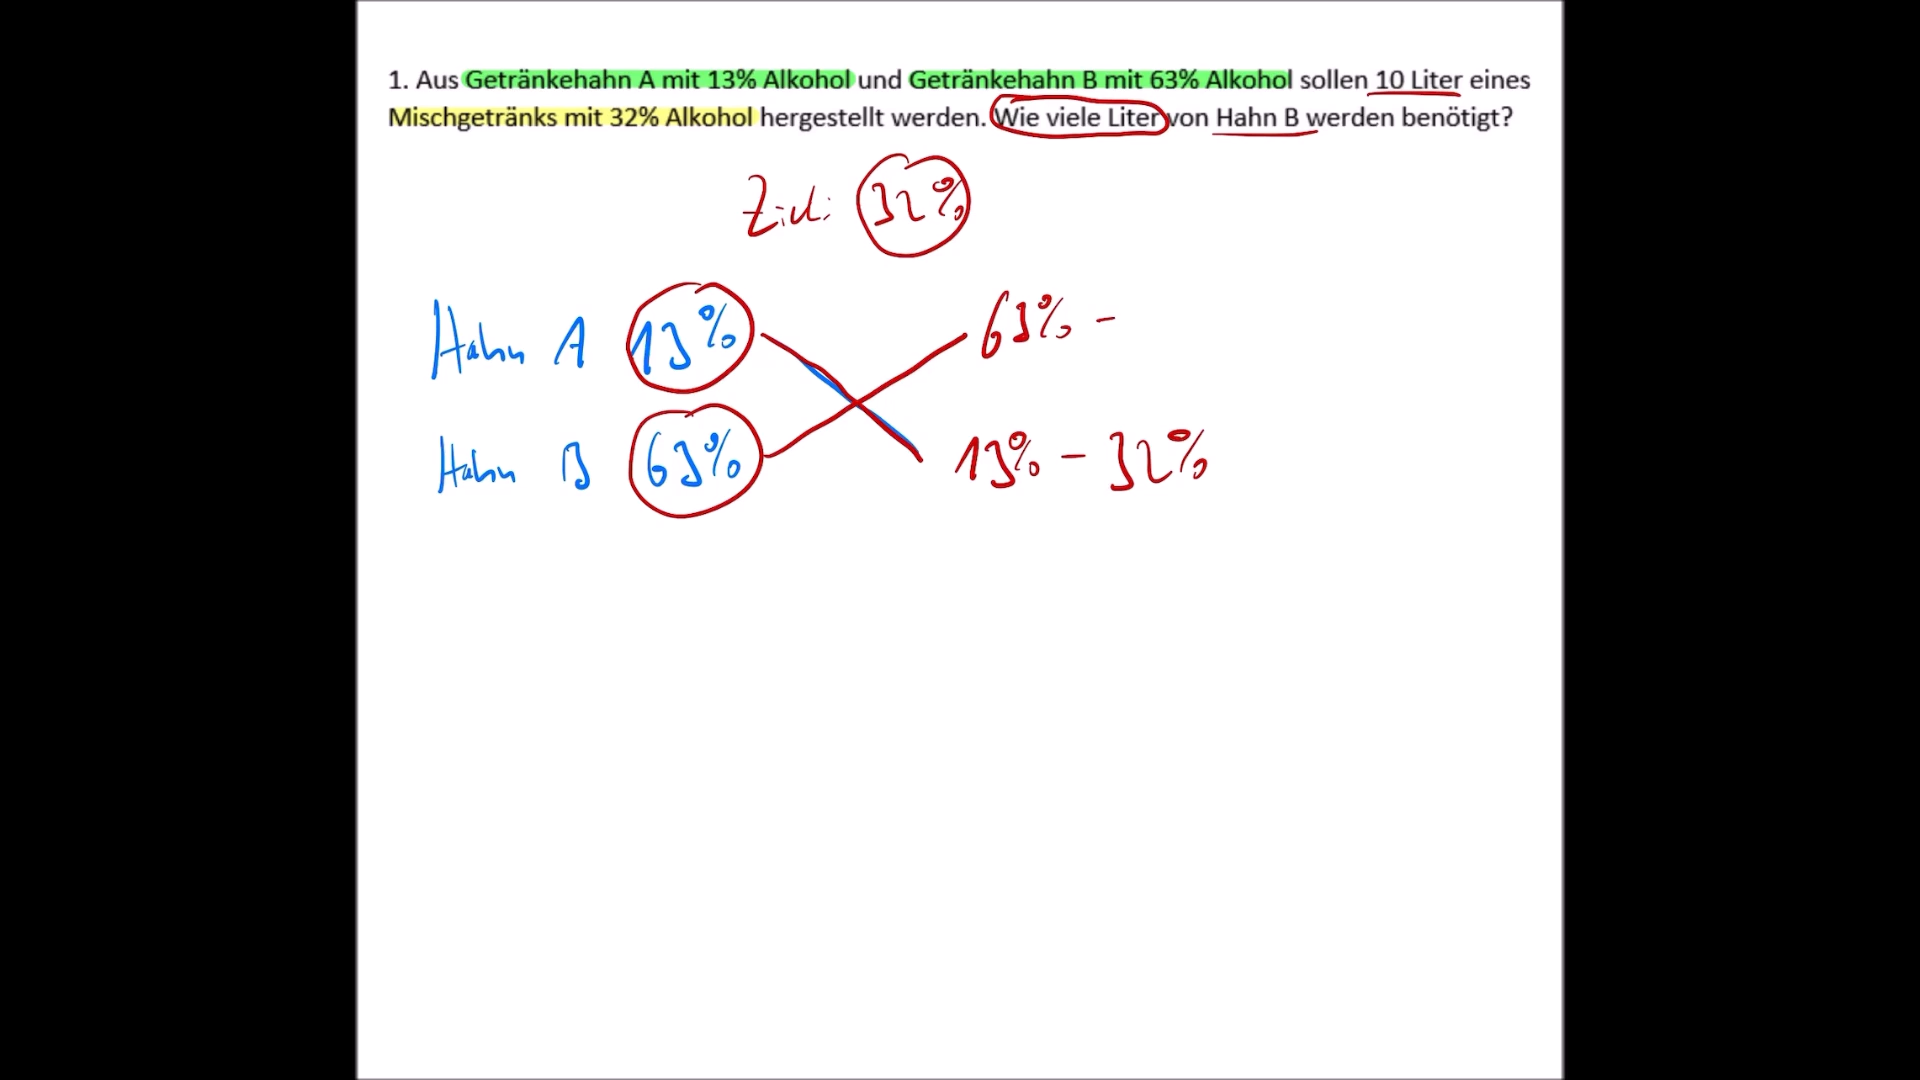 1. Aus Getränkehahn A mit 13% Alkohol und Getränkehahn B mit 63% Alkohol sollen 10 Liter eines
Mischgetränks mit 32% Alkohol hergestellt werden. Wie viele Liter von Hahn B werden benötigt?
Ziel: 32%
Hahn A 13% 63% -
Hahn B 63% 13% - 32%